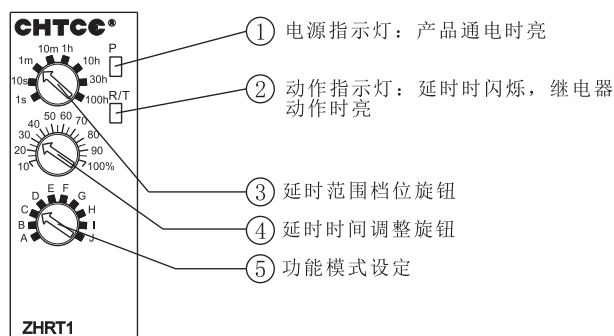 CHTCC®
P
10m 1h
1m 10h
10s 30h
1s 100h
R/T
50 60
40 70
30 80
20 90
10 100%
E F
D G
C H
B I
A J
ZHRT1
① 电源指示灯：产品通电时亮
② 动作指示灯：延时时闪烁，继电器
动作时亮
③ 延时范围档位旋钮
④ 延时时间调整旋钮
⑤ 功能模式设定